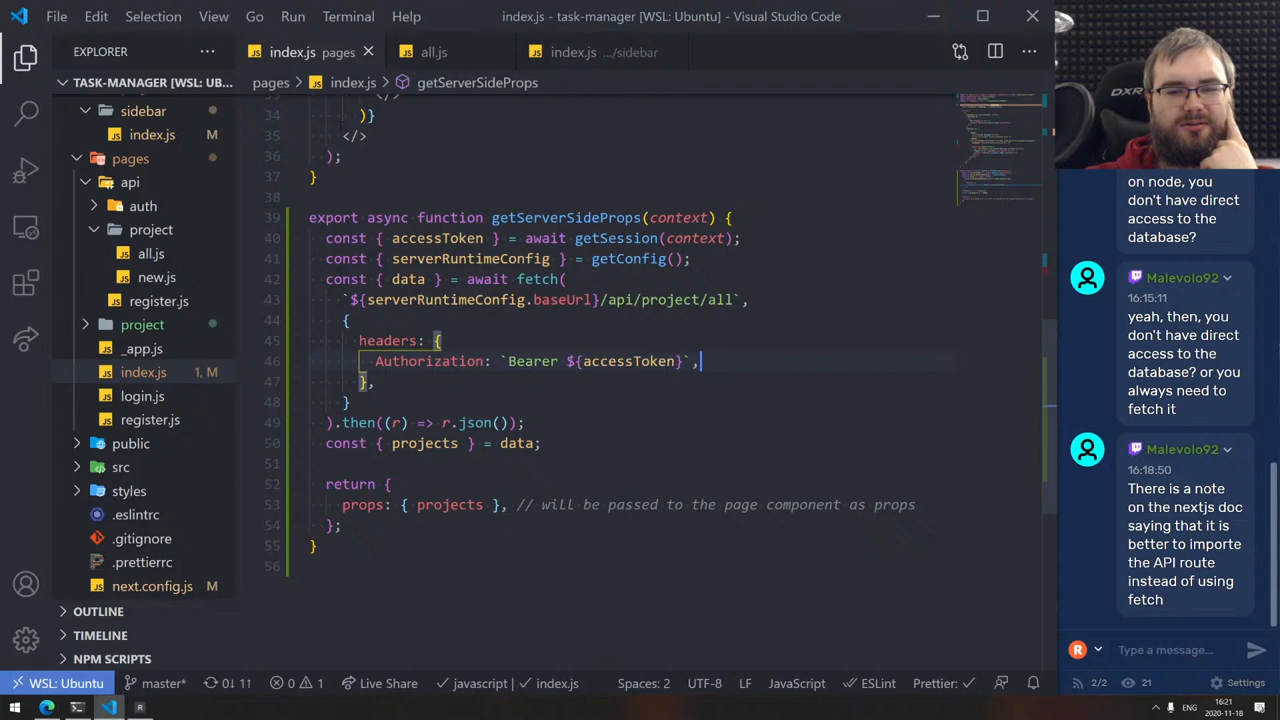 File Edit Selection View Go Run Terminal Help
index.js - task-manager [WSL: Ubuntu] - Visual Studio Code
EXPLORER
index.js pages
all.js
index.js .../sidebar
TASK-MANAGER [WSL: UB...
pages > index.js > getServerSideProps
sidebar
index.js M
pages
api
auth
project
all.js
new.js
register.js
project
_app.js
index.js 1, M
login.js
register.js
public
src
styles
.eslintrc
.gitignore
.prettierrc
next.config.js M
OUTLINE
TIMELINE
NPM SCRIPTS
33 </>
34 )}
35 </>
36 );
37 }
38
39 export async function getServerSideProps(context) {
40 const { accessToken } = await getSession(context);
41 const { serverRuntimeConfig } = getConfig();
42 const { data } = await fetch(
43 `${serverRuntimeConfig.baseUrl}/api/project/all`,
44 {
45 headers: {
46 Authorization: `Bearer ${accessToken}`,
47 },
48 }
49 ).then((r) => r.json());
50 const { projects } = data;
51
52 return {
53 props: { projects }, // will be passed to the page component as props
54 };
55 }
56
DXR
on node, you
don't have direct
access to the
database?
Malevolo92
16:15:11
yeah, then, you
don't have direct
access to the
database? or you
always need to
fetch it
Malevolo92
16:18:50
There is a note
on the nextjs doc
saying that it is
better to importe
the API route
instead of using
fetch
R
Type a message...
2/2 21 Settings
WSL: Ubuntu master* 0↓ 11↑ 0 1 Live Share javascript | index.js Spaces: 2 UTF-8 LF JavaScript ESLint Prettier:
R
ENG
16:21
2020-11-18